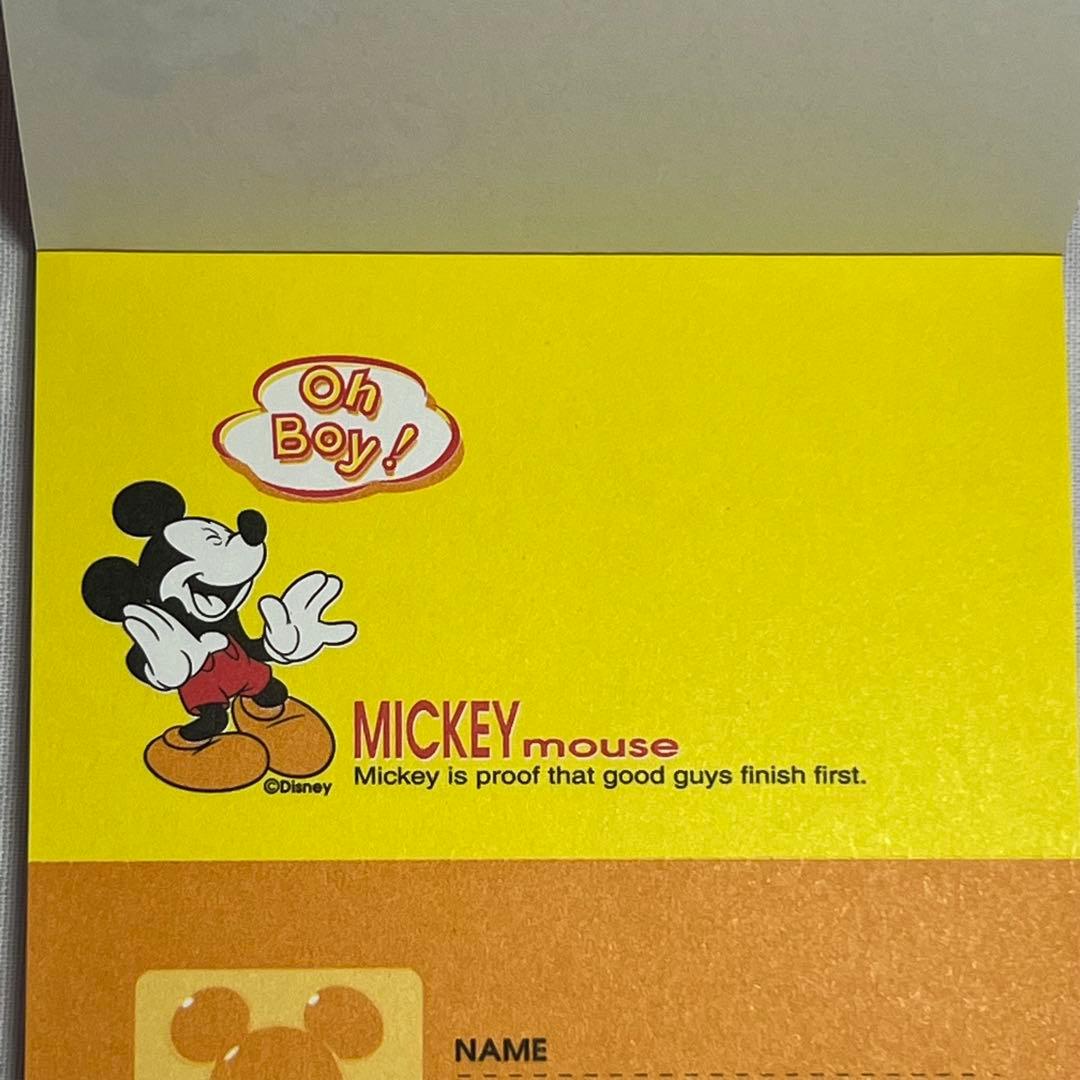 Oh
Boy!
MICKEY mouse
Mickey is proof that good guys finish first.
©Disney
NAME